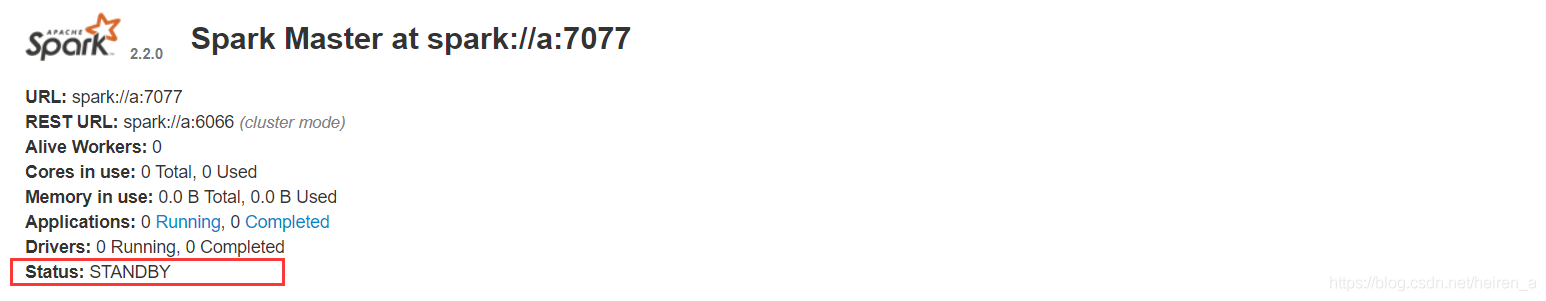 APACHE
Spark 2.2.0 Spark Master at spark://a:7077
URL: spark://a:7077
REST URL: spark://a:6066 (cluster mode)
Alive Workers: 0
Cores in use: 0 Total, 0 Used
Memory in use: 0.0 B Total, 0.0 B Used
Applications: 0 Running, 0 Completed
Drivers: 0 Running, 0 Completed
Status: STANDBY
https://blog.csdn.net/heiren_a